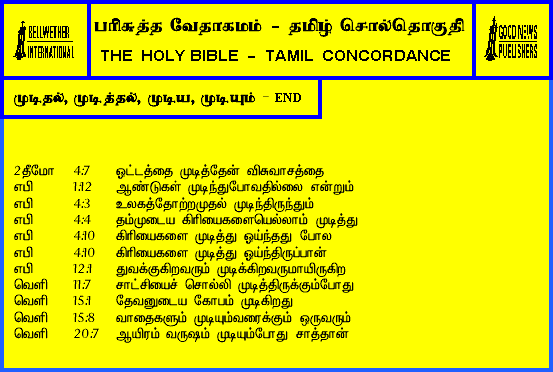 BELLWETHER INTERNATIONAL
பரிசுத்த வேதாகமம் - தமிழ் சொல்தொகுதி
THE HOLY BIBLE - TAMIL CONCORDANCE
GOOD NEWS PUBLISHERS
முடிதல், முடித்தல், முடிய, முடியும் - END
2தீமோ 4:7 ஓட்டத்தை முடித்தேன் விசுவாசத்தை
எபி 1:12 ஆண்டுகள் முடிந்துபோவதில்லை என்றும்
எபி 4:3 உலகத்தோற்றமுதல் முடிந்திருந்தும்
எபி 4:4 தம்முடைய கிரியைகளையெல்லாம் முடித்து
எபி 4:10 கிரியைகளை முடித்து ஓய்ந்தது போல
எபி 4:10 கிரியைகளை முடித்து ஓய்ந்திருப்பான்
எபி 12:1 துவக்குகிறவரும் முடிக்கிறவருமாயிருகிற
வெளி 11:7 சாட்சியைச் சொல்லி முடித்திருக்கும்போது
வெளி 15:1 தேவனுடைய கோபம் முடிகிறது
வெளி 15:8 வாதைகளும் முடியும்வரைக்கும் ஒருவரும்
வெளி 20:7 ஆயிரம் வருஷம் முடியும்போது சாத்தான்